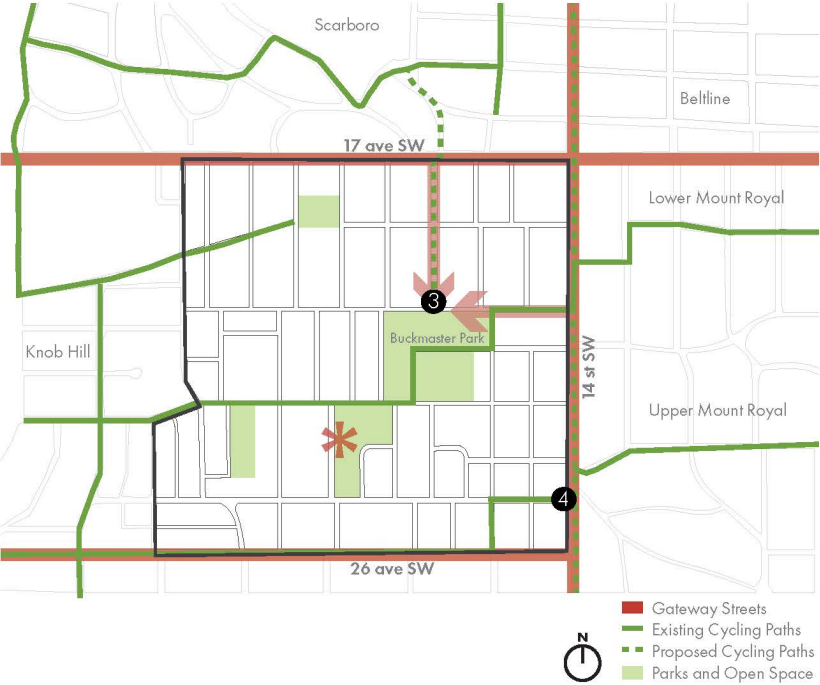 Scarboro
Beltline
17 ave SW
Lower Mount Royal
3
Buckmaster Park
Knob Hill
14 st SW
Upper Mount Royal
4
26 ave SW
Gateway Streets
N
Existing Cycling Paths
Proposed Cycling Paths
Parks and Open Space